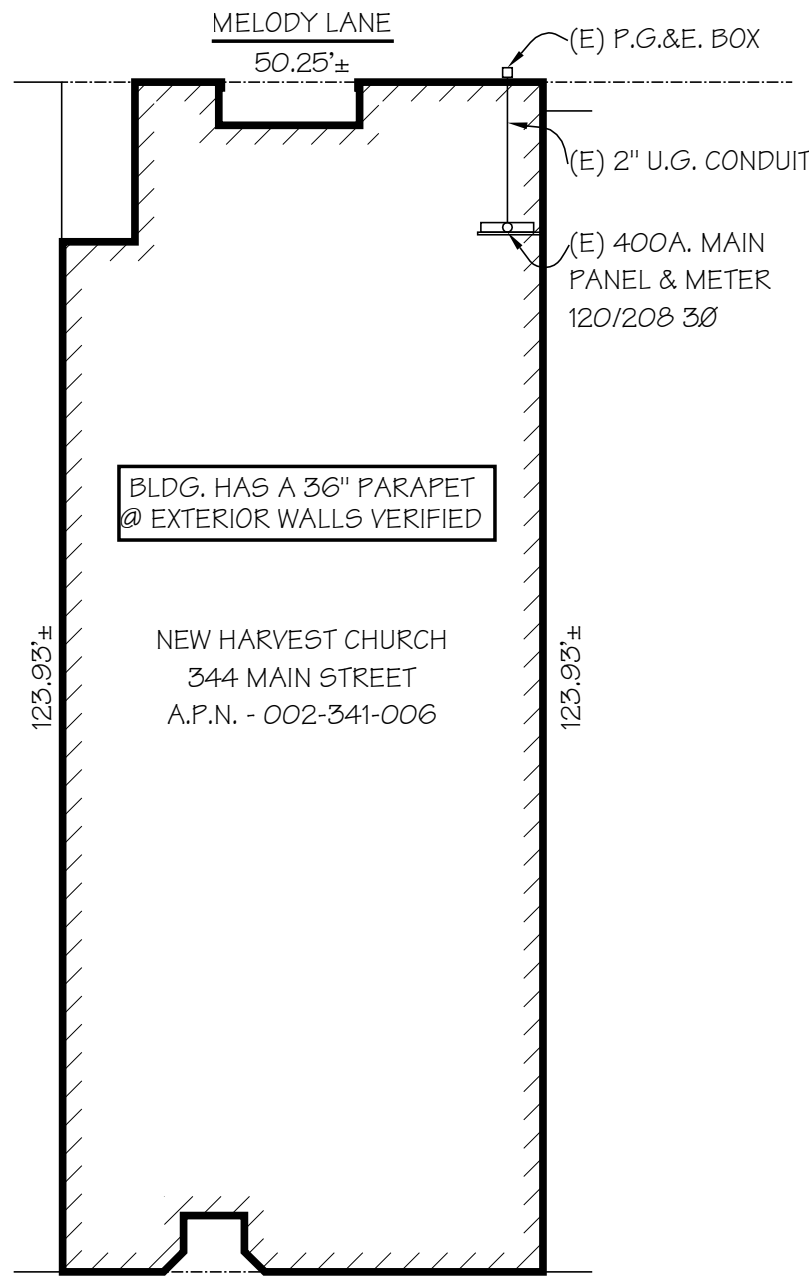 MELODY LANE
50.25'±
(E) P.G.&E. BOX
(E) 2" U.G. CONDUIT
(E) 400A. MAIN
PANEL & METER
120/208 3Ø
BLDG. HAS A 36" PARAPET
@ EXTERIOR WALLS VERIFIED
123.93'±
NEW HARVEST CHURCH
344 MAIN STREET
A.P.N. - 002-341-006
123.93'±